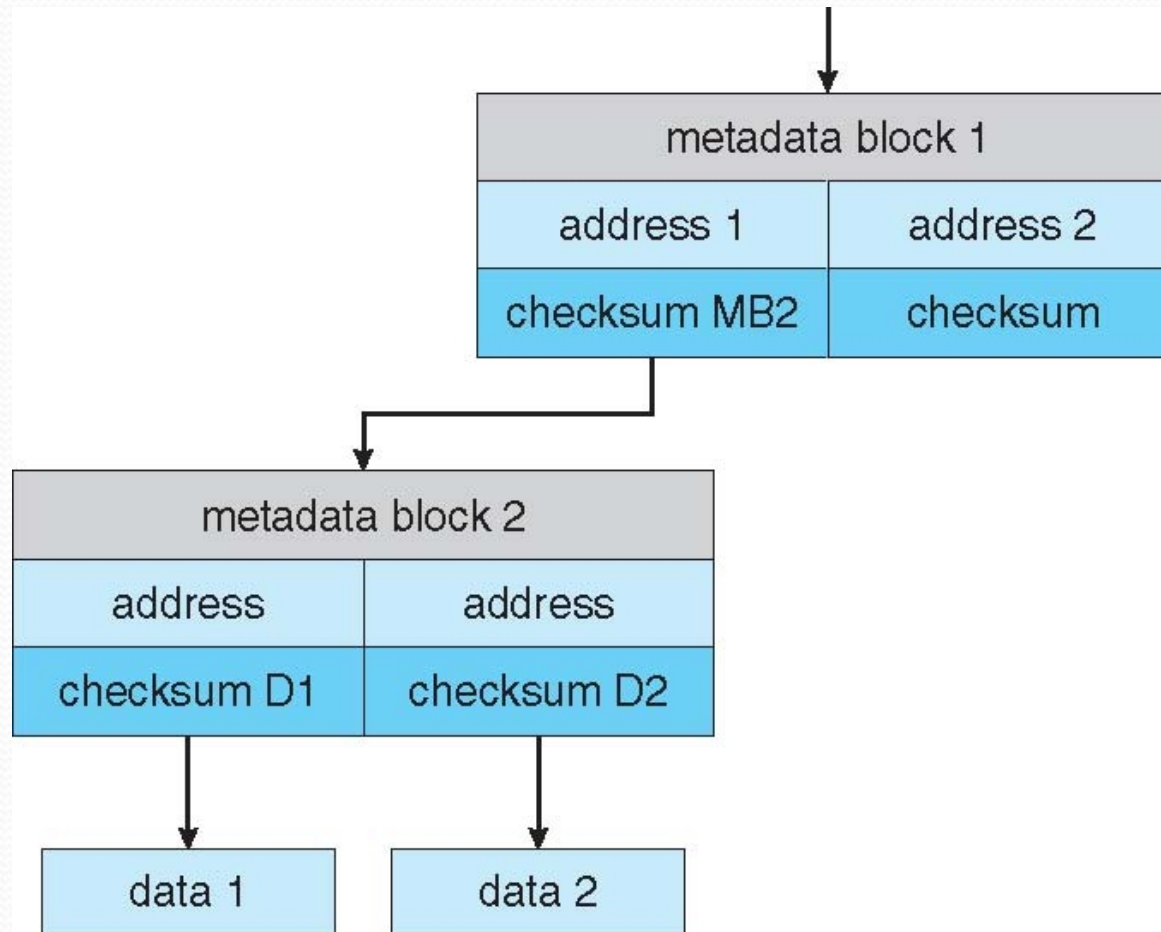 metadata block 1
address 1 address 2
checksum MB2 checksum
metadata block 2
address address
checksum D1 checksum D2
data 1 data 2